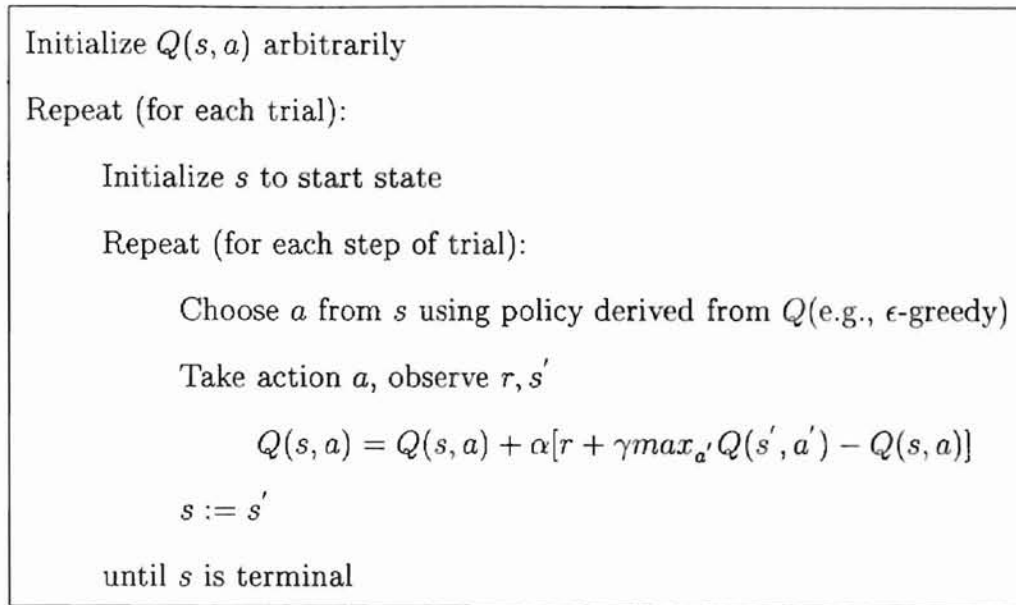 Initialize Q(s, a) arbitrarily
Repeat (for each trial):
Initialize s to start state
Repeat (for each step of trial):
Choose a from s using policy derived from Q(e.g., ϵ-greedy)
Take action a, observe r, s′
Q(s, a) = Q(s, a) + α[r + γmax_a′ Q(s′, a′) − Q(s, a)]
s := s′
until s is terminal